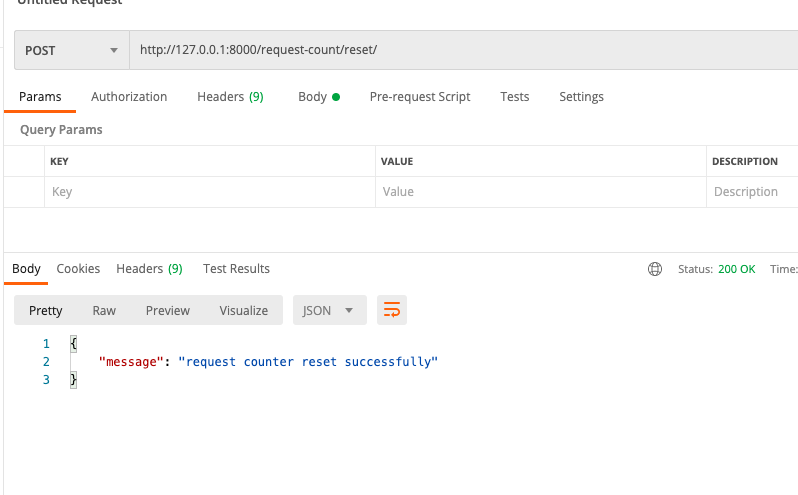 Untitled Request
POST http://127.0.0.1:8000/request-count/reset/
Params Authorization Headers (9) Body Pre-request Script Tests Settings
Query Params
KEY VALUE DESCRIPTION
Key Value Description
Body Cookies Headers (9) Test Results Status: 200 OK Time:
Pretty Raw Preview Visualize JSON
1 {
2 "message": "request counter reset successfully"
3 }